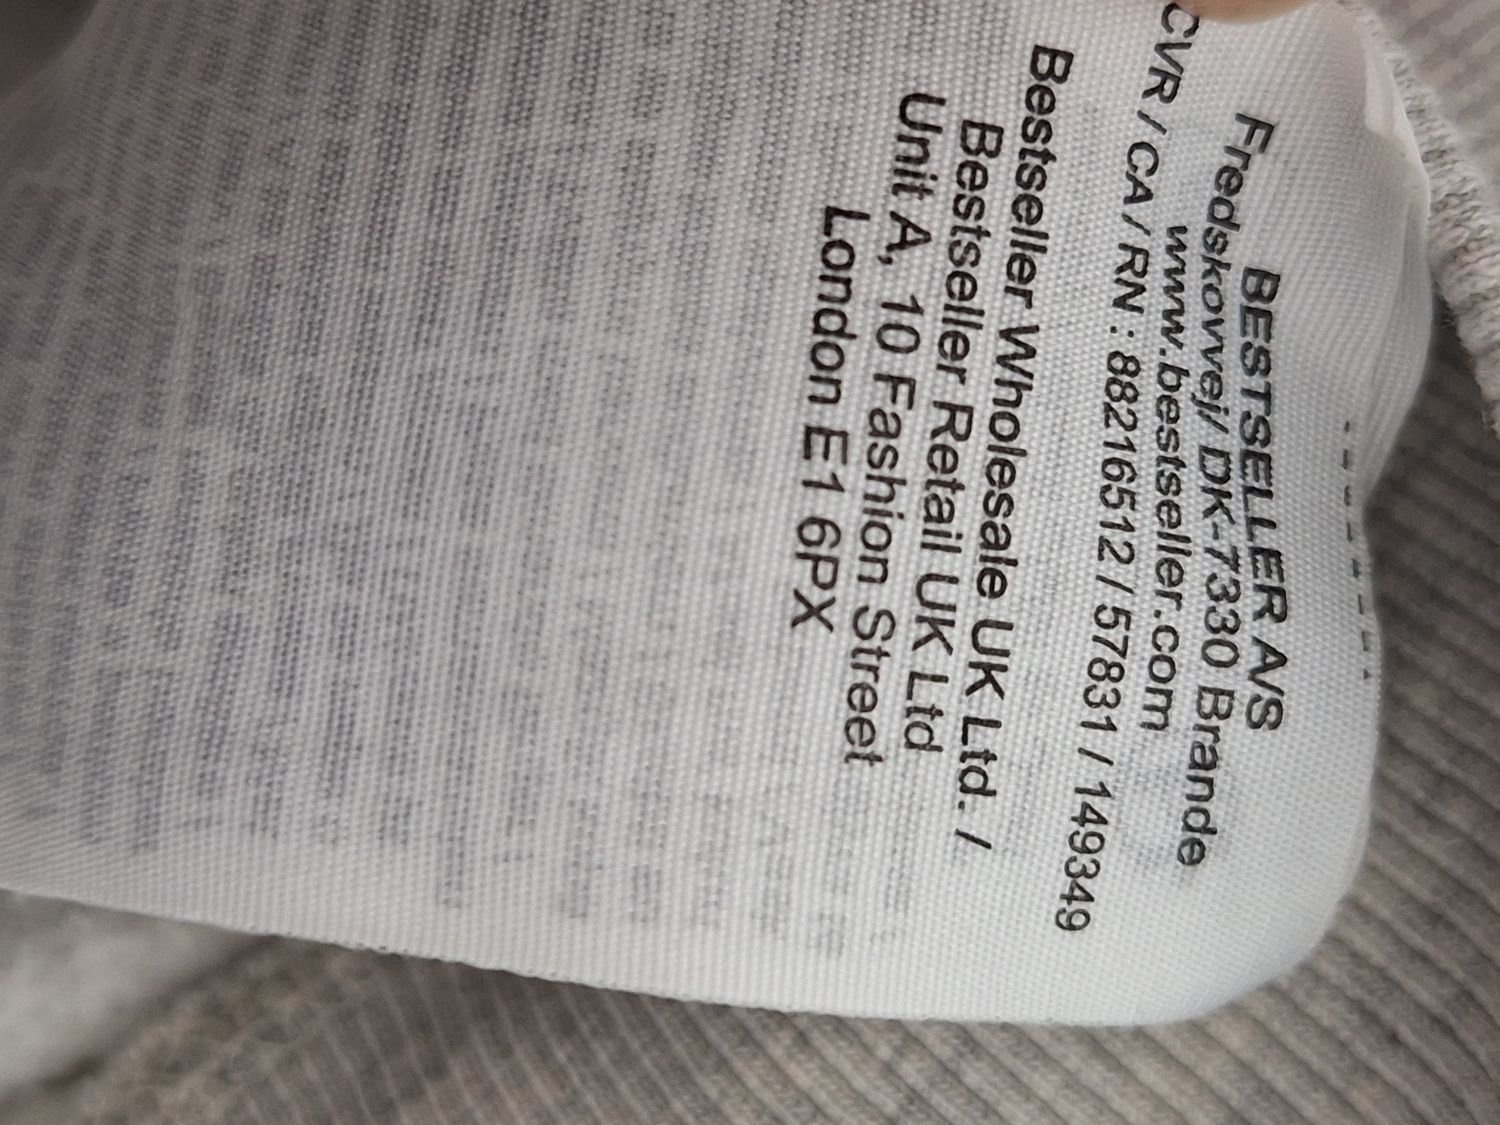 BESTSELLER A/S
Fredskovvej/ DK-7330 Brande
www.bestseller.com
CVR / CA / RN : 88216512 / 57831 / 149349
Bestseller Wholesale UK Ltd. /
Bestseller Retail UK Ltd
Unit A, 10 Fashion Street
London E1 6PX